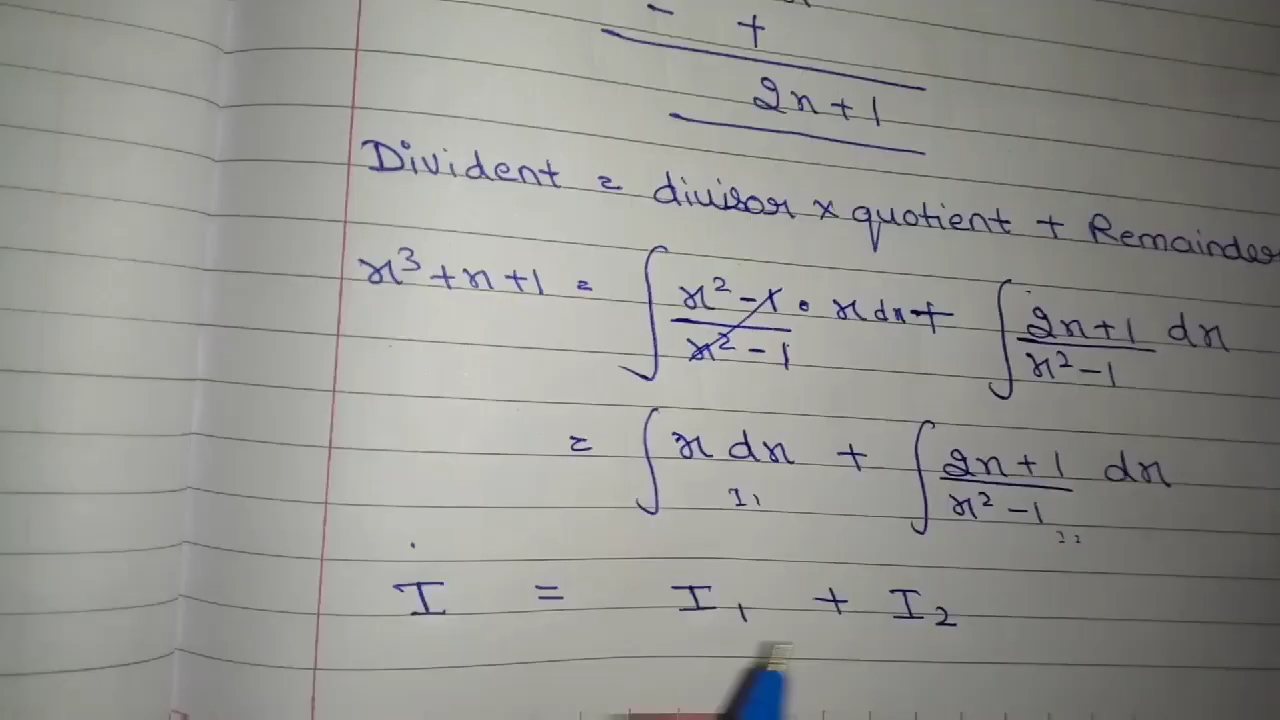 - +
2x+1
Divident = divisor × quotient + Remainder
x³+x+1 = ∫ x²-1/x²-1 . x dx + ∫ 2x+1/x²-1 dx
= ∫ x dx + ∫ 2x+1/x²-1 dx
I₁
I = I₁ + I₂